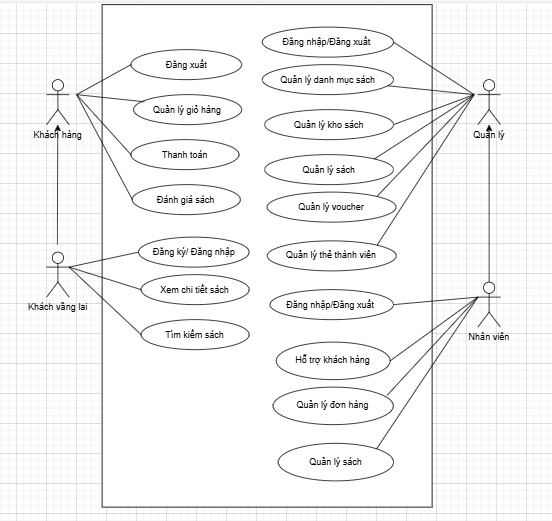 Đăng nhập/Đăng xuất
Đăng xuất
Quản lý danh mục sách
Quản lý giỏ hàng
Quản lý kho sách
Khách hàng
Quản lý
Thanh toán
Quản lý sách
Đánh giá sách
Quản lý voucher
Đăng ký/ Đăng nhập
Quản lý thẻ thành viên
Xem chi tiết sách
Khách vãng lai
Đăng nhập/Đăng xuất
Tìm kiếm sách
Nhân viên
Hỗ trợ khách hàng
Quản lý đơn hàng
Quản lý sách